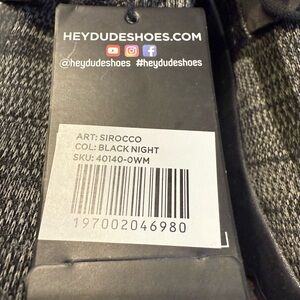 HEYDUDESHOES.COM
@heydudeshoes #heydudeshoes
ART: SIROCCO
COL: BLACK NIGHT
SKU: 40140-0WM
197002046980